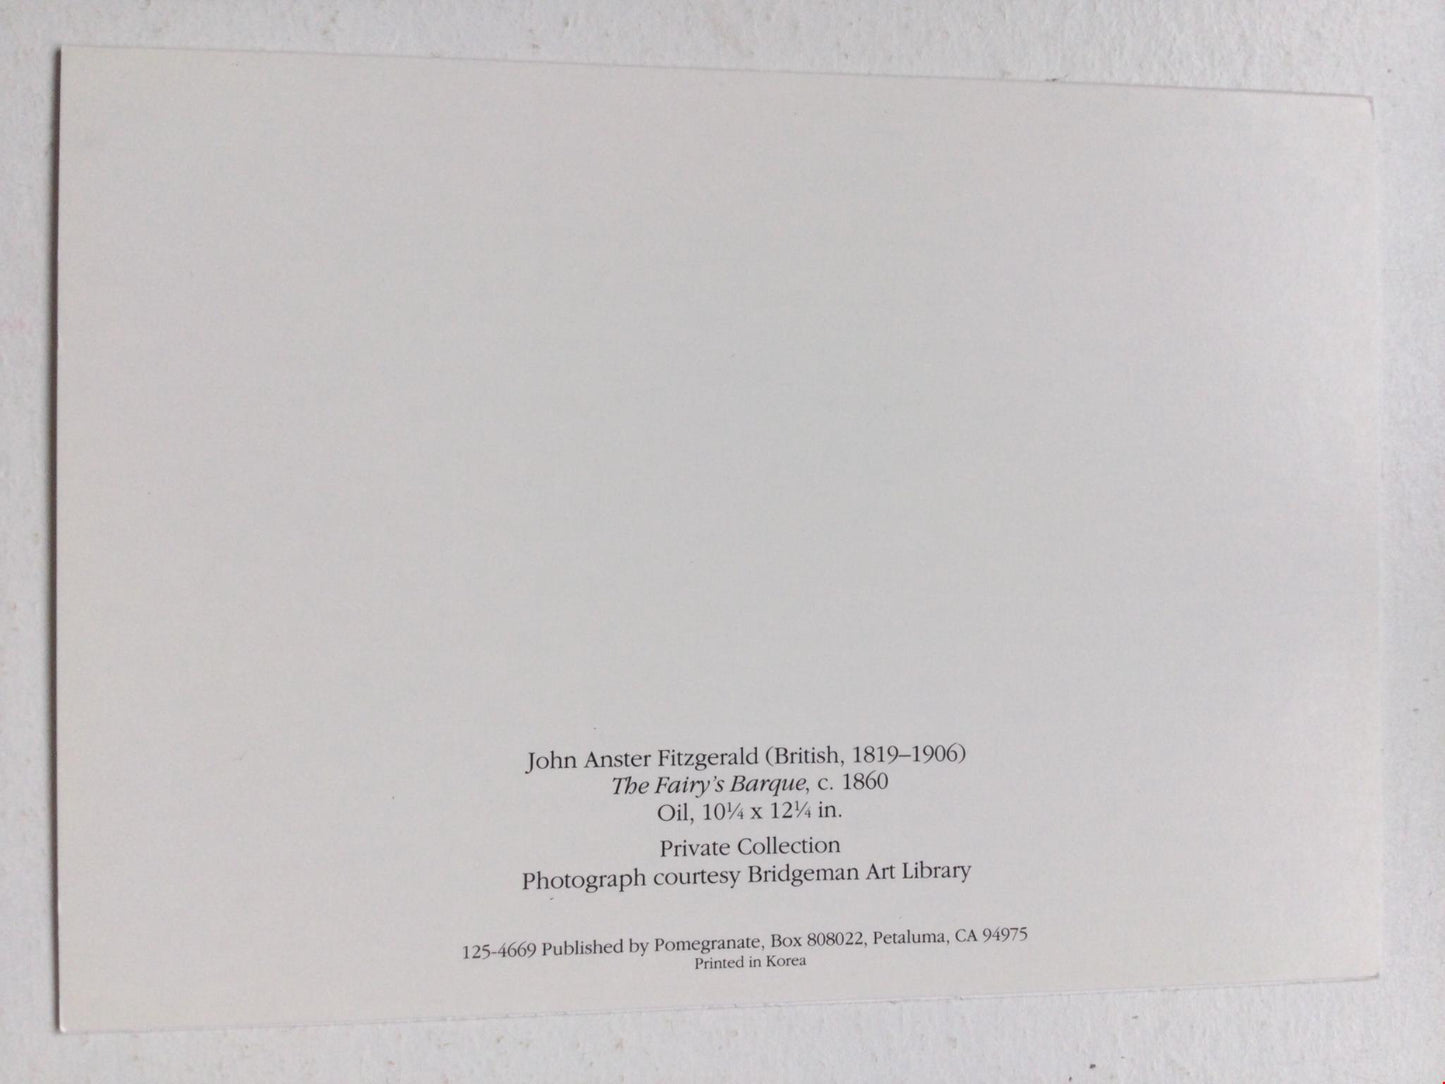 John Anster Fitzgerald (British, 1819–1906)
The Fairy's Barque, c. 1860
Oil, 10¼ x 12¼ in.
Private Collection
Photograph courtesy Bridgeman Art Library
125-4669 Published by Pomegranate, Box 808022, Petaluma, CA 94975
Printed in Korea